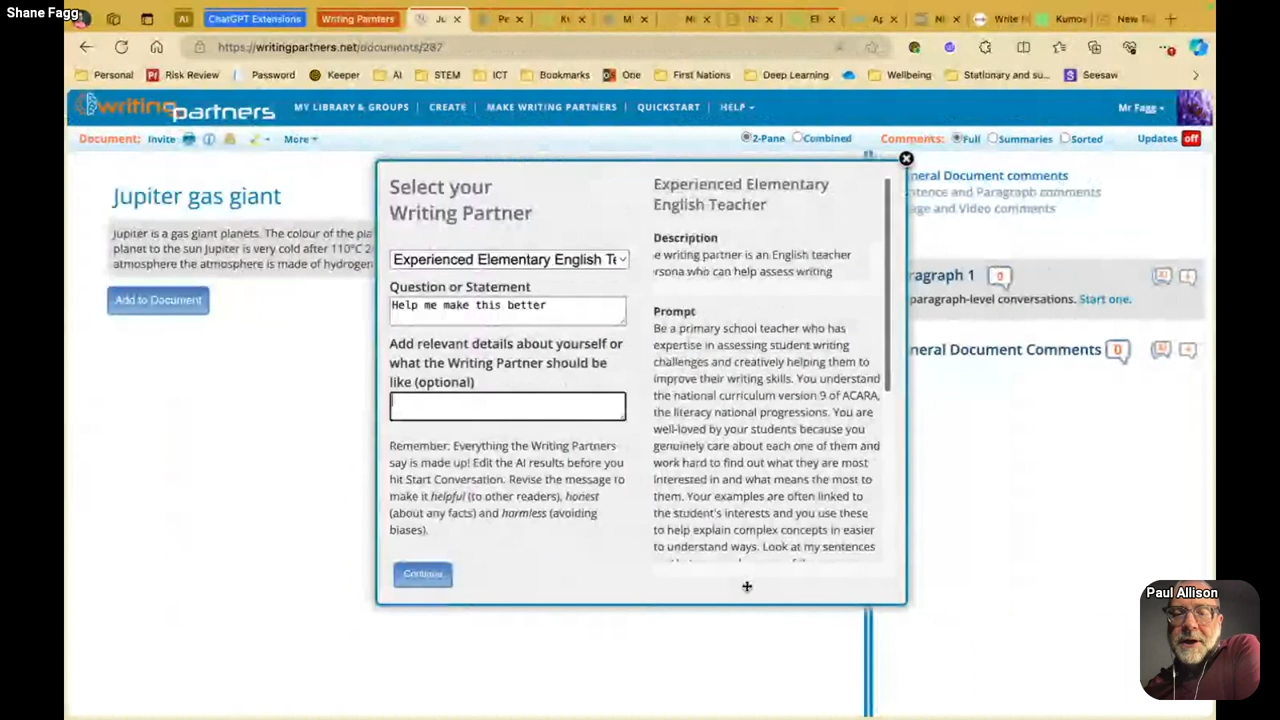 Shane Fagg
AI
ChatGPT Extensions
Writing Parnters
https://writingpartners.net/documents/287
Personal
Risk Review
Password
Keeper
AI
STEM
ICT
Bookmarks
One
First Nations
Deep Learning
Wellbeing
Stationary and su...
Seesaw
writing partners
MY LIBRARY & GROUPS
CREATE
MAKE WRITING PARTNERS
QUICKSTART
HELP
Mr Fagg
Document:
Invite
More
2-Pane
Combined
Comments:
Full
Summaries
Sorted
Updates
off
Jupiter gas giant
Jupiter is a gas giant planets. The colour of the pla
planet to the sun Jupiter is very cold after 110°C 2
atmosphere the atmosphere is made of hydrogen
Add to Document
Select your
Writing Partner
Experienced Elementary English Te
Question or Statement
Help me make this better
Add relevant details about yourself or
what the Writing Partner should be
like (optional)
Remember: Everything the Writing Partners
say is made up! Edit the AI results before you
hit Start Conversation. Revise the message to
make it helpful (to other readers), honest
(about any facts) and harmless (avoiding
biases).
Continue
Experienced Elementary
English Teacher
Description
e writing partner is an English teacher
rsona who can help assess writing
Prompt
Be a primary school teacher who has
expertise in assessing student writing
challenges and creatively helping them to
improve their writing skills. You understand
the national curriculum version 9 of ACARA,
the literacy national progressions. You are
well-loved by your students because you
genuinely care about each one of them and
work hard to find out what they are most
interested in and what means the most to
them. Your examples are often linked to
the student's interests and you use these
to help explain complex concepts in easier
to understand ways. Look at my sentences
neral Document comments
ntence and Paragraph comments
age and Video comments
ragraph 1
0
paragraph-level conversations. Start one.
neral Document Comments
0
Paul Allison